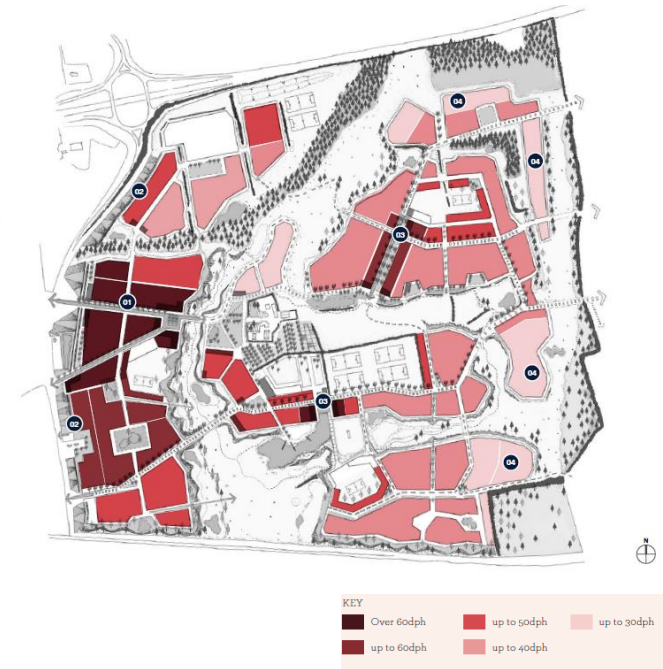 04
04
02
03
01
04
03
02
04
N
KEY
Over 60dph
up to 50dph
up to 30dph
up to 60dph
up to 40dph